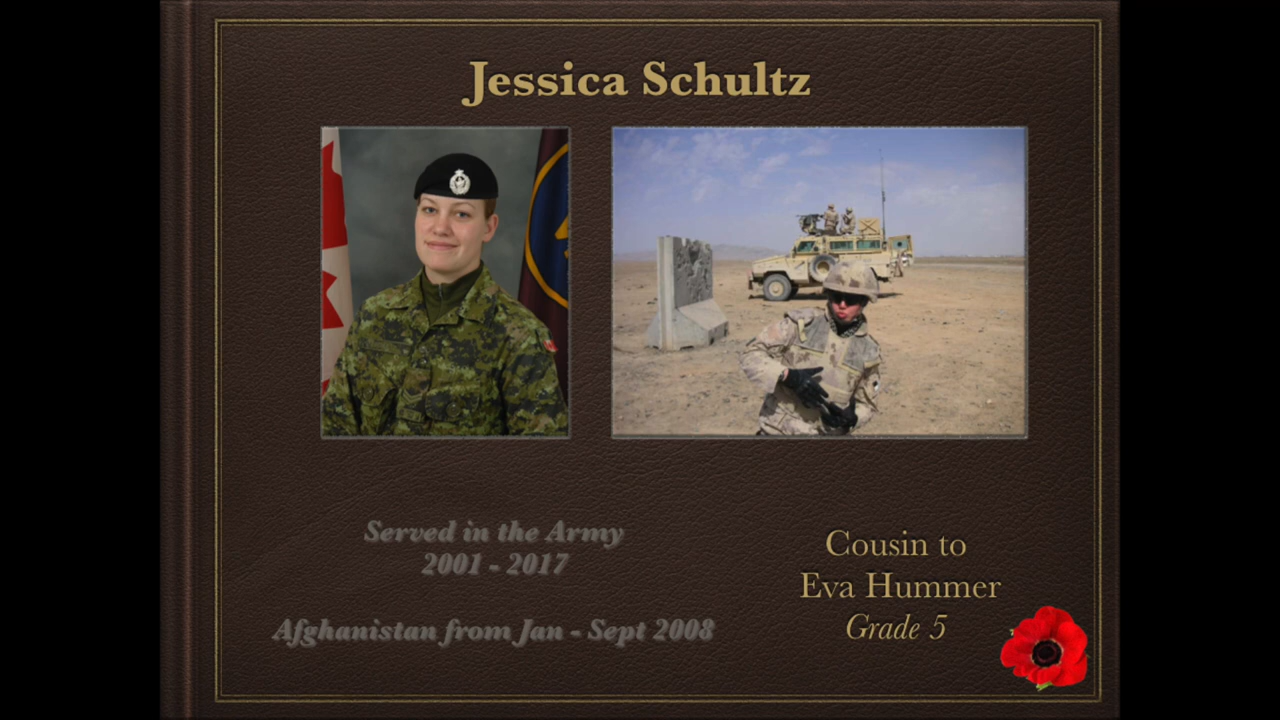 Jessica Schultz
Served in the Army
2001 - 2017
Afghanistan from Jan - Sept 2008
Cousin to
Eva Hummer
Grade 5